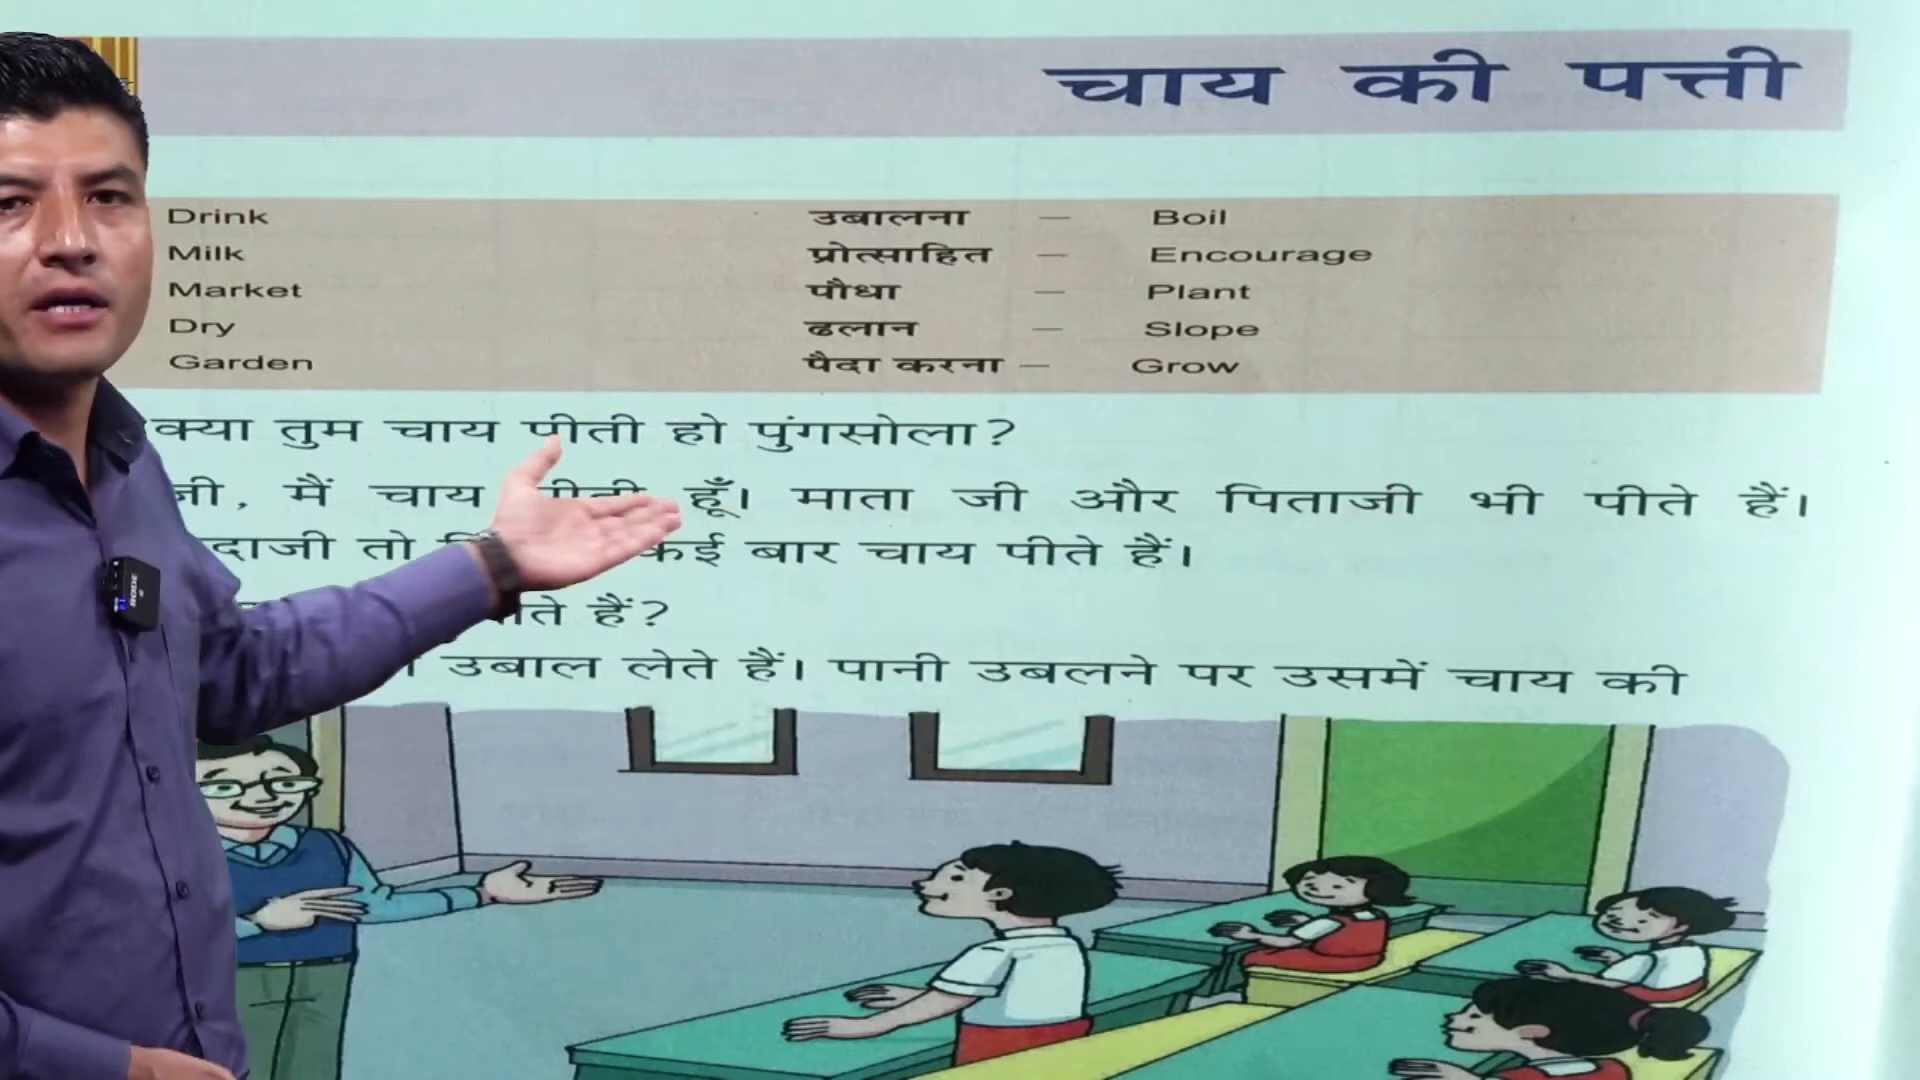 चाय की पत्ती
Drink उबालना — Boil
Milk प्रोत्साहित — Encourage
Market पौधा — Plant
Dry ढलान — Slope
Garden पैदा करना — Grow
क्या तुम चाय पीती हो पुंगसोला?
जी, मैं चाय पीती हूँ। माता जी और पिताजी भी पीते हैं।
तो कई बार चाय पीते हैं।
हैं?
उबाल लेते हैं। पानी उबलने पर उसमें चाय की
RODE